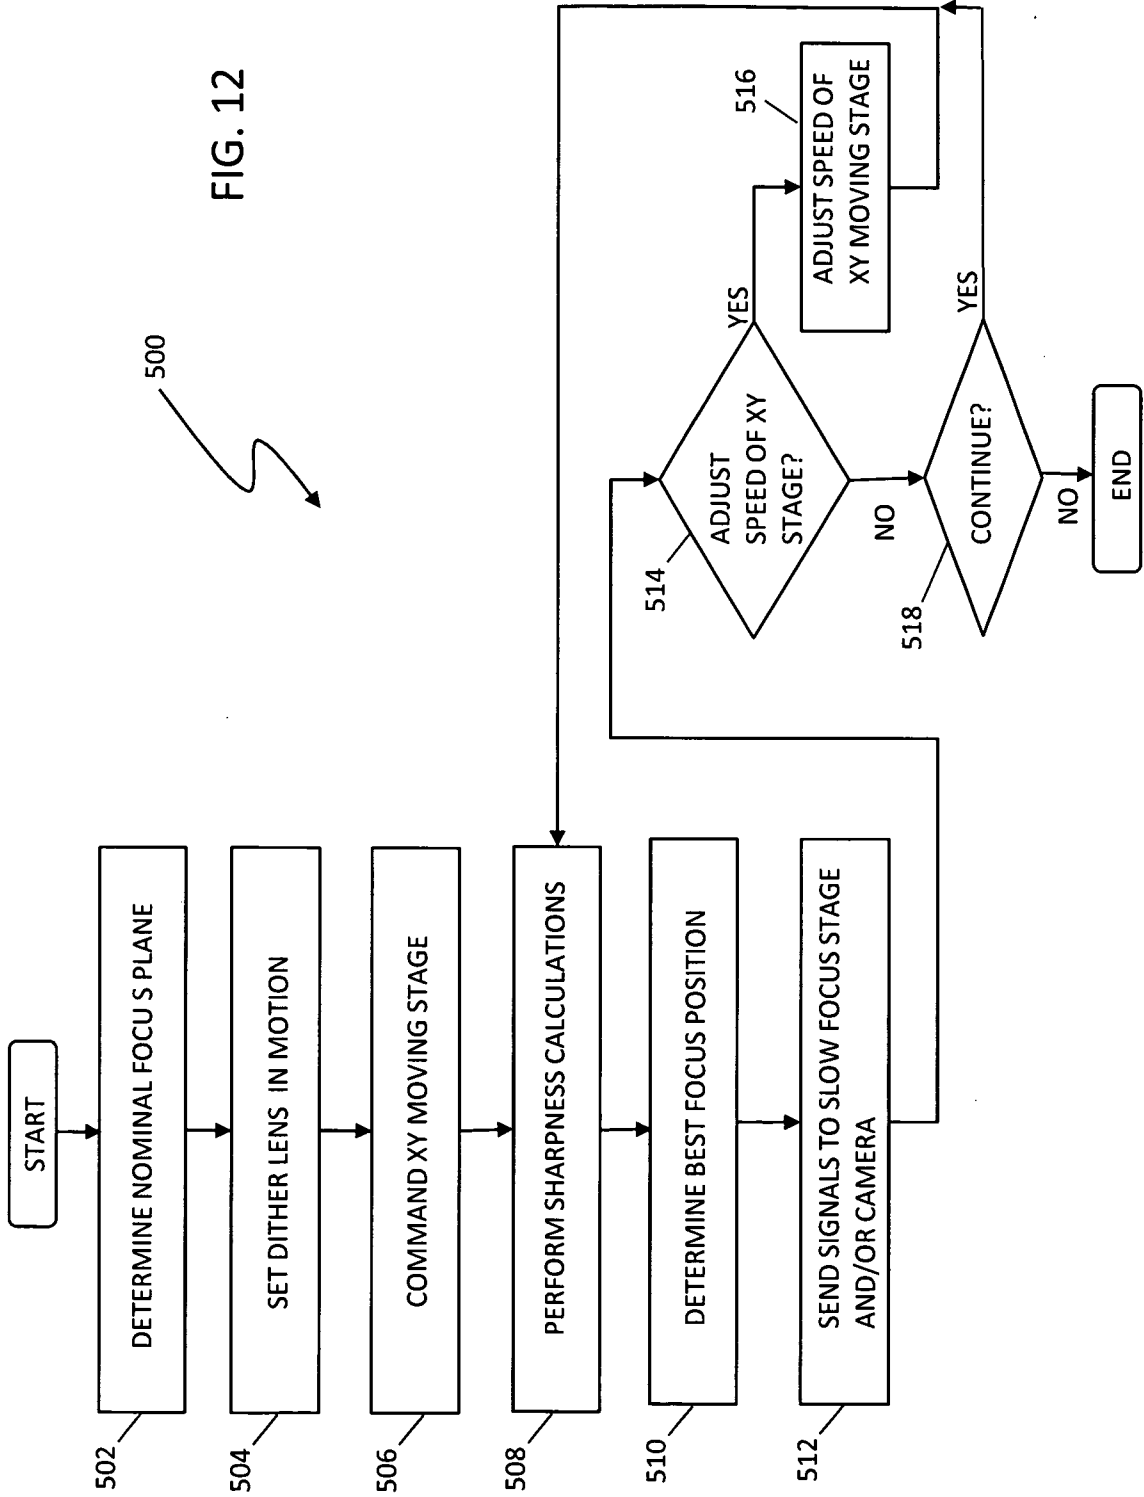 FIG. 12
500
START
502
DETERMINE NOMINAL FOCU S PLANE
504
SET DITHER LENS IN MOTION
506
COMMAND XY MOVING STAGE
508
PERFORM SHARPNESS CALCULATIONS
510
DETERMINE BEST FOCUS POSITION
512
SEND SIGNALS TO SLOW FOCUS STAGE
AND/OR CAMERA
514
ADJUST
SPEED OF XY
STAGE?
YES
516
ADJUST SPEED OF
XY MOVING STAGE
NO
518
CONTINUE?
YES
NO
END